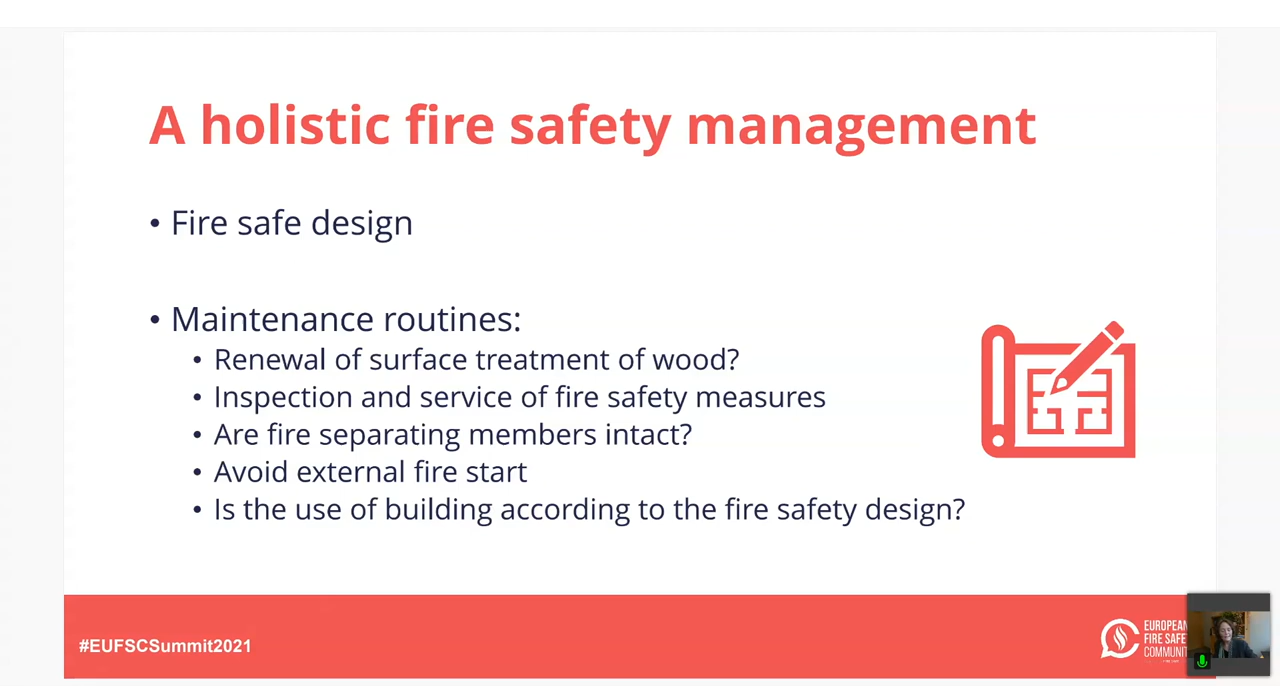 A holistic fire safety management
• Fire safe design
• Maintenance routines:
• Renewal of surface treatment of wood?
• Inspection and service of fire safety measures
• Are fire separating members intact?
• Avoid external fire start
• Is the use of building according to the fire safety design?
#EUFSCSummit2021
EUROPEAN
FIRE SAFE
COMMUNI